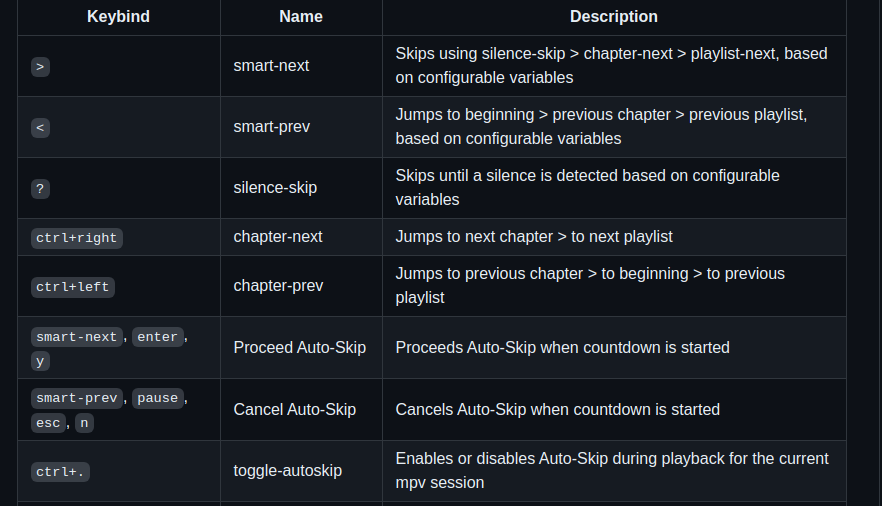 Keybind Name Description
> smart-next Skips using silence-skip > chapter-next > playlist-next, based
on configurable variables
< smart-prev Jumps to beginning > previous chapter > previous playlist,
based on configurable variables
? silence-skip Skips until a silence is detected based on configurable
variables
ctrl+right chapter-next Jumps to next chapter > to next playlist
ctrl+left chapter-prev Jumps to previous chapter > to beginning > to previous
playlist
smart-next, enter,
y Proceed Auto-Skip Proceeds Auto-Skip when countdown is started
smart-prev, pause,
esc, n Cancel Auto-Skip Cancels Auto-Skip when countdown is started
ctrl+. toggle-autoskip Enables or disables Auto-Skip during playback for the current
mpv session